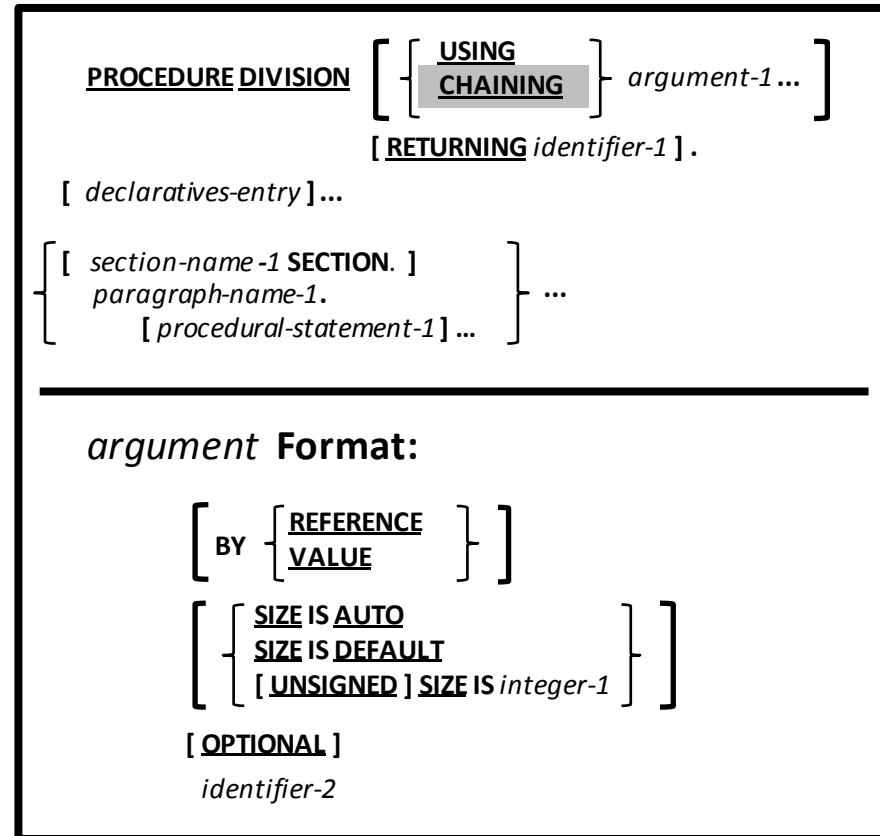 PROCEDURE DIVISION [ { USING
CHAINING } argument-1 ... ]
[ RETURNING identifier-1 ] .
[ declaratives-entry ] ...
{ [ section-name -1 SECTION. ]
paragraph-name-1.
[ procedural-statement-1 ] ... } ...
argument Format:
[ BY { REFERENCE
VALUE } ]
[ { SIZE IS AUTO
SIZE IS DEFAULT
[ UNSIGNED ] SIZE IS integer-1 } ]
[ OPTIONAL ]
identifier-2